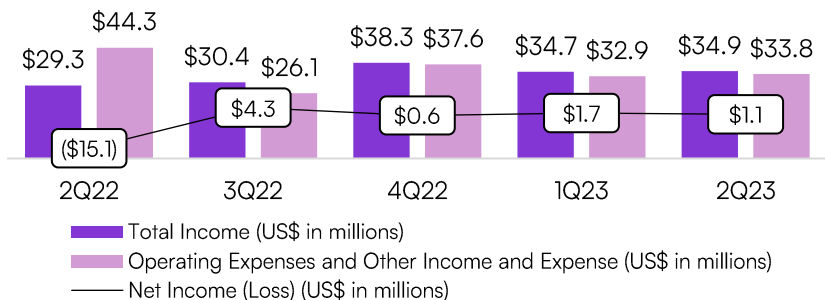 $44.3
$38.3 $37.6
$29.3 $30.4 $34.7 $32.9 $34.9 $33.8
$26.1
$4.3 $0.6 $1.7 $1.1
($15.1)
2Q22 3Q22 4Q22 1Q23 2Q23
Total Income (US$ in millions)
Operating Expenses and Other Income and Expense (US$ in millions)
Net Income (Loss) (US$ in millions)